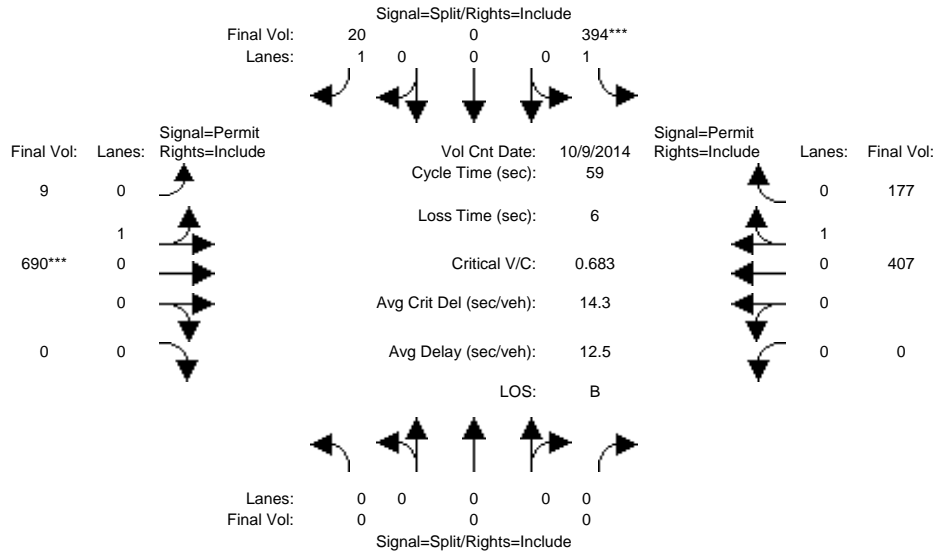 Signal=Split/Rights=Include
Final Vol: 20 0 394***
Lanes: 1 0 0 0 1
Signal=Permit Signal=Permit
Final Vol: Lanes: Rights=Include Vol Cnt Date: 10/9/2014 Rights=Include Lanes: Final Vol:
Cycle Time (sec): 59
9 0 0 177
Loss Time (sec): 6
1 1
690*** 0 Critical V/C: 0.683 0 407
0 Avg Crit Del (sec/veh): 14.3 0
0 0 Avg Delay (sec/veh): 12.5 0 0
LOS: B
Lanes: 0 0 0 0 0
Final Vol: 0 0 0
Signal=Split/Rights=Include